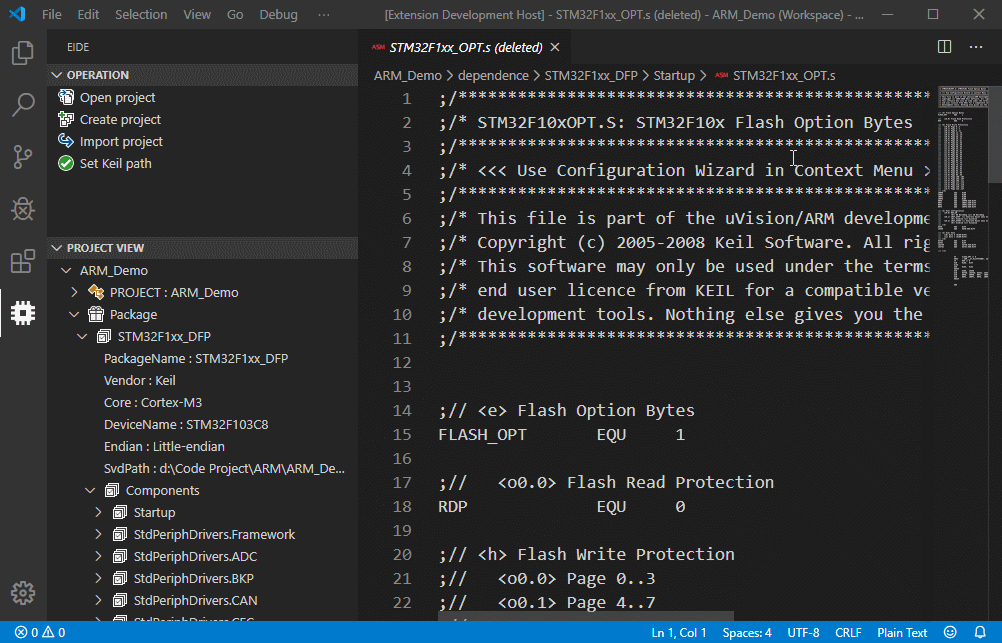 File Edit Selection View Go Debug ··· [Extension Development Host] - STM32F1xx_OPT.s (deleted) - ARM_Demo (Workspace) - ...
EIDE
OPERATION
Open project
Create project
Import project
Set Keil path
PROJECT VIEW
ARM_Demo
PROJECT : ARM_Demo
Package
STM32F1xx_DFP
PackageName : STM32F1xx_DFP
Vendor : Keil
Core : Cortex-M3
DeviceName : STM32F103C8
Endian : Little-endian
SvdPath : d:\Code Project\ARM\ARM_De...
Components
Startup
StdPeriphDrivers.Framework
StdPeriphDrivers.ADC
StdPeriphDrivers.BKP
StdPeriphDrivers.CAN
ASM STM32F1xx_OPT.s (deleted)
ARM_Demo > dependence > STM32F1xx_DFP > Startup > ASM STM32F1xx_OPT.s
1 ;/************************************************
2 ;/* STM32F10xOPT.S: STM32F10x Flash Option Bytes
3 ;/************************************************
4 ;/* <<< Use Configuration Wizard in Context Menu >
5 ;/************************************************
6 ;/* This file is part of the uVision/ARM developme
7 ;/* Copyright (c) 2005-2008 Keil Software. All rig
8 ;/* This software may only be used under the terms
9 ;/* end user licence from KEIL for a compatible ve
10 ;/* development tools. Nothing else gives you the
11 ;/************************************************
12
13
14 ;// <e> Flash Option Bytes
15 FLASH_OPT EQU 1
16
17 ;// <o0.0> Flash Read Protection
18 RDP EQU 0
19
20 ;// <h> Flash Write Protection
21 ;// <o0.0> Page 0..3
22 ;// <o0.1> Page 4..7
0 0 Ln 1, Col 1 Spaces: 4 UTF-8 CRLF Plain Text